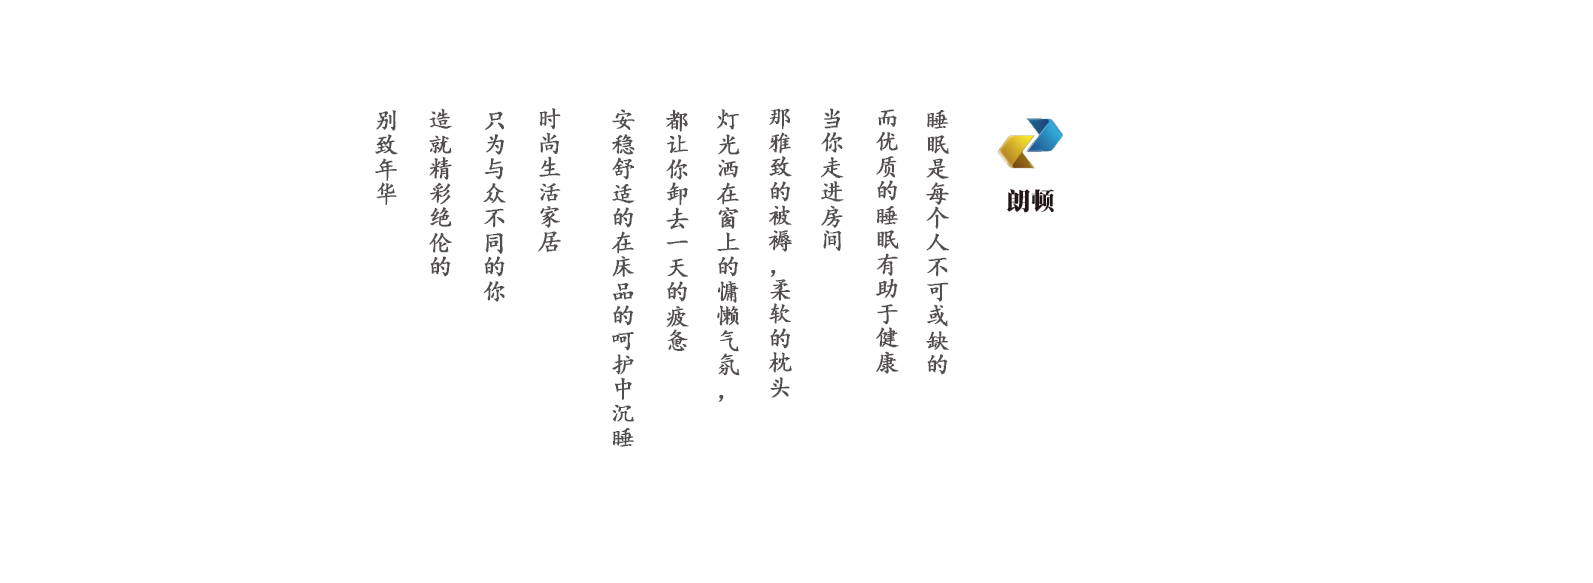 朗顿
睡眠是每个人不可或缺的
而优质的睡眠有助于健康
当你走进房间
那雅致的被褥,柔软的枕头
灯光洒在窗上的慵懒气氛,
都让你卸去一天的疲惫
安稳舒适的在床品的呵护中沉睡
时尚生活家居
只为与众不同的你
造就精彩绝伦的
别致年华